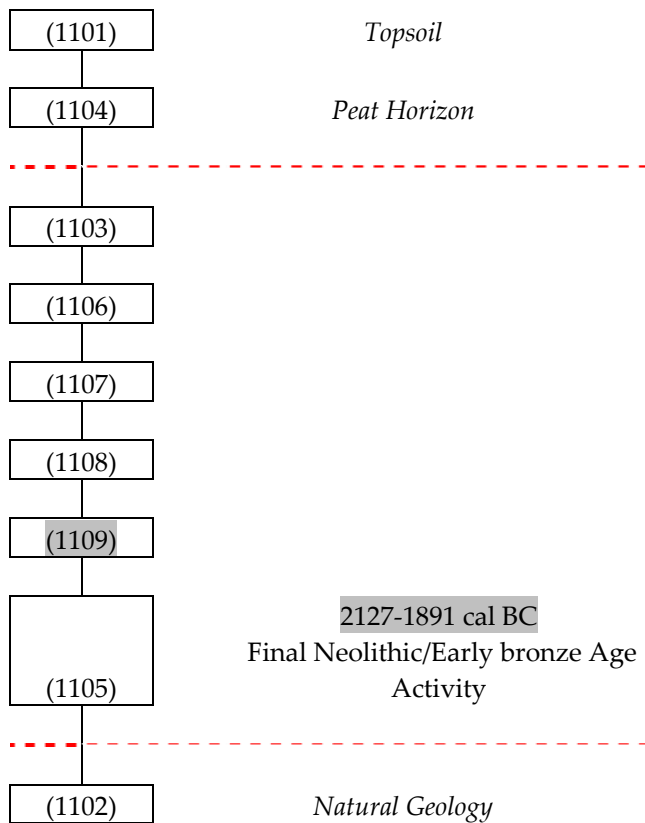 (1101) Topsoil
(1104) Peat Horizon
(1103)
(1106)
(1107)
(1108)
(1109)
2127-1891 cal BC
Final Neolithic/Early bronze Age
(1105) Activity
(1102) Natural Geology